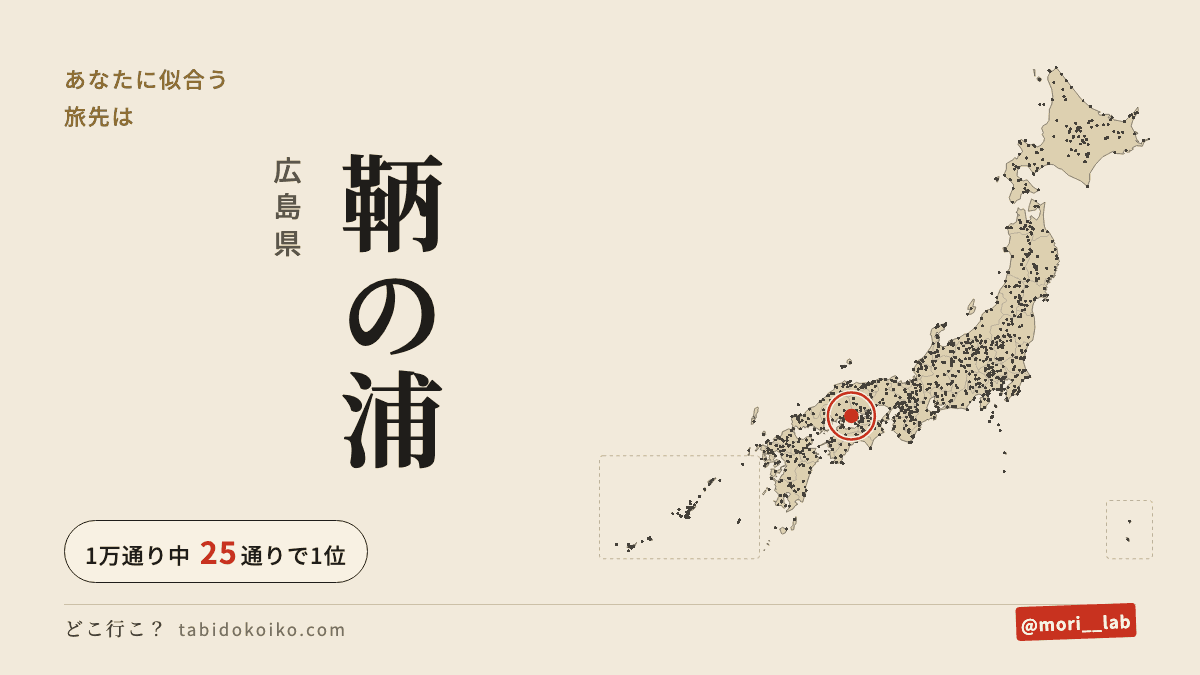 あなたに似合う
旅先は
鞆の浦
広島県
1万通り中 25通りで1位
どこ行こ？ tabidokoiko.com
@mori__lab